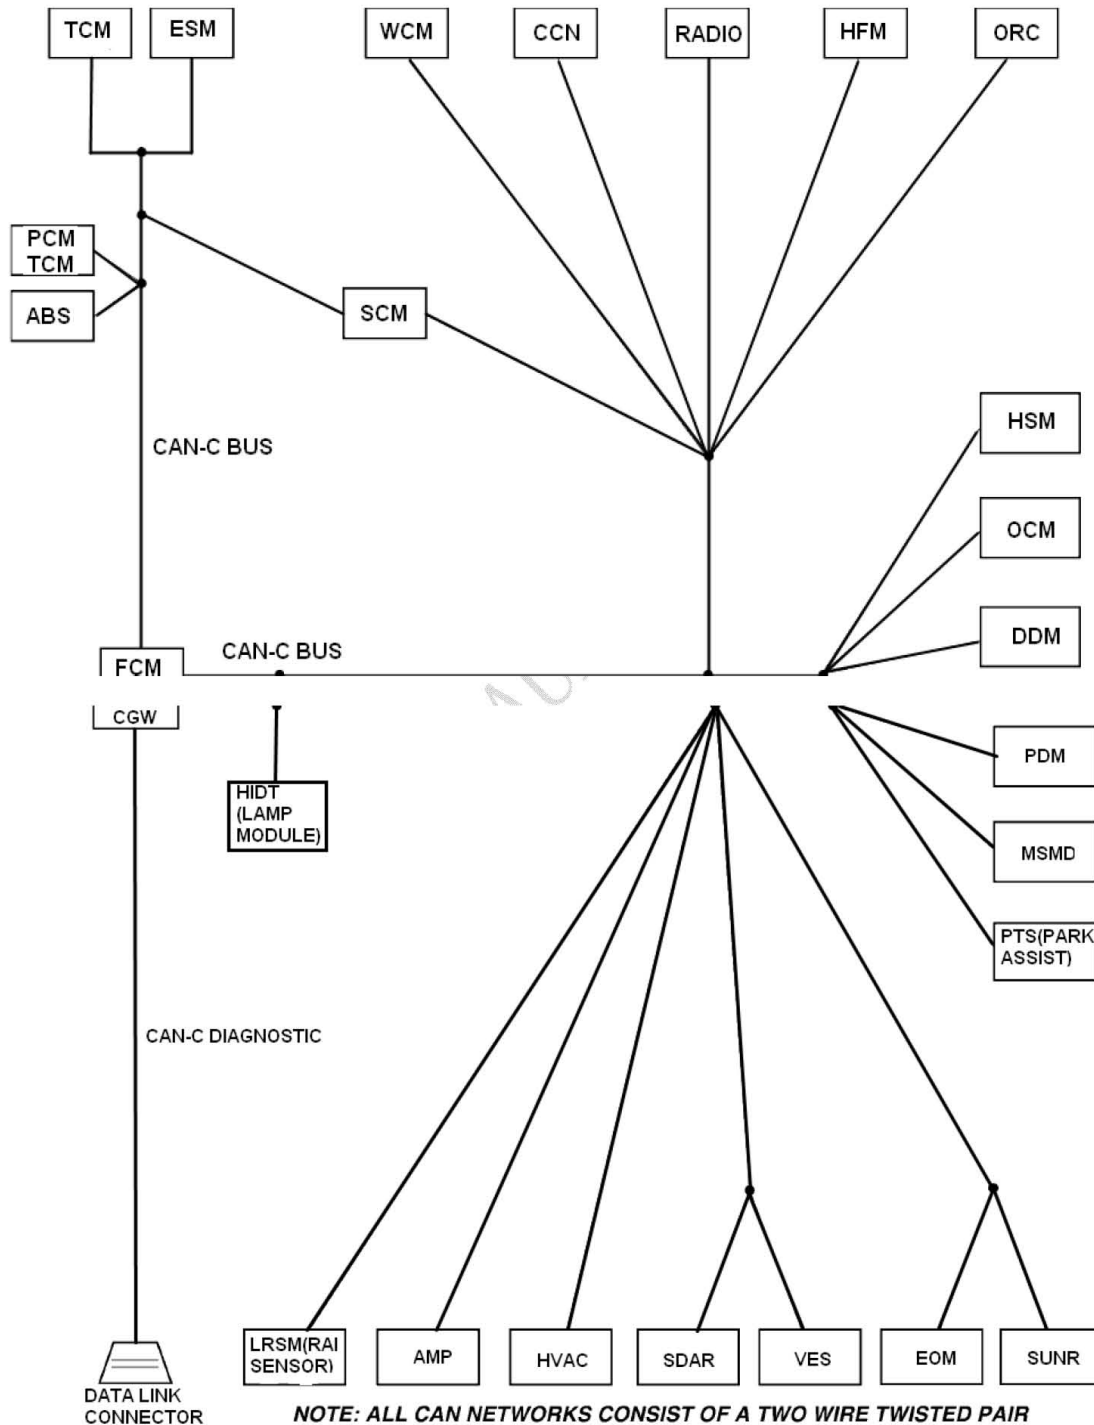 TCM
ESM
WCM
CCN
RADIO
HFM
ORC
PCM
TCM
ABS
SCM
HSM
CAN-C BUS
OCM
DDM
CAN-C BUS
FCM
CGW
PDM
HIDT
(LAMP
MODULE)
MSMD
PTS(PARK
ASSIST)
CAN-C DIAGNOSTIC
LRSM(RAI
SENSOR)
AMP
HVAC
SDAR
VES
EOM
SUNR
DATA LINK
CONNECTOR
NOTE: ALL CAN NETWORKS CONSIST OF A TWO WIRE TWISTED PAIR